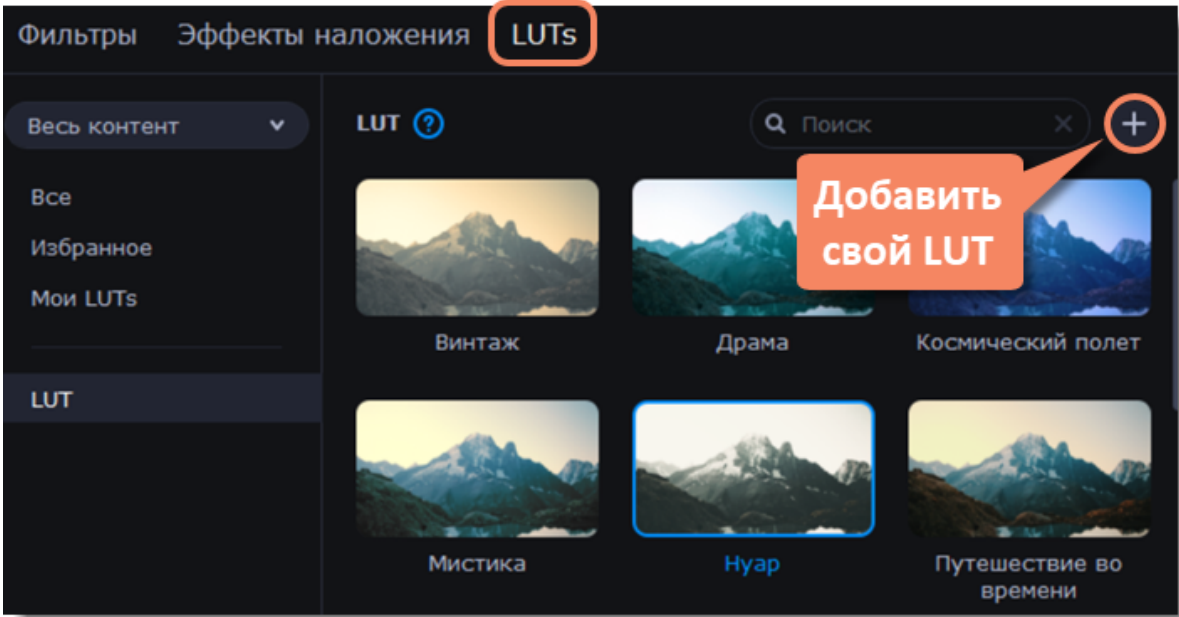 Фильтры Эффекты наложения LUTs
Весь контент
LUT ?
Поиск
Добавить
свой LUT
Все
Избранное
Мои LUTs
LUT
Винтаж
Драма
Космический полет
Мистика
Нуар
Путешествие во
времени